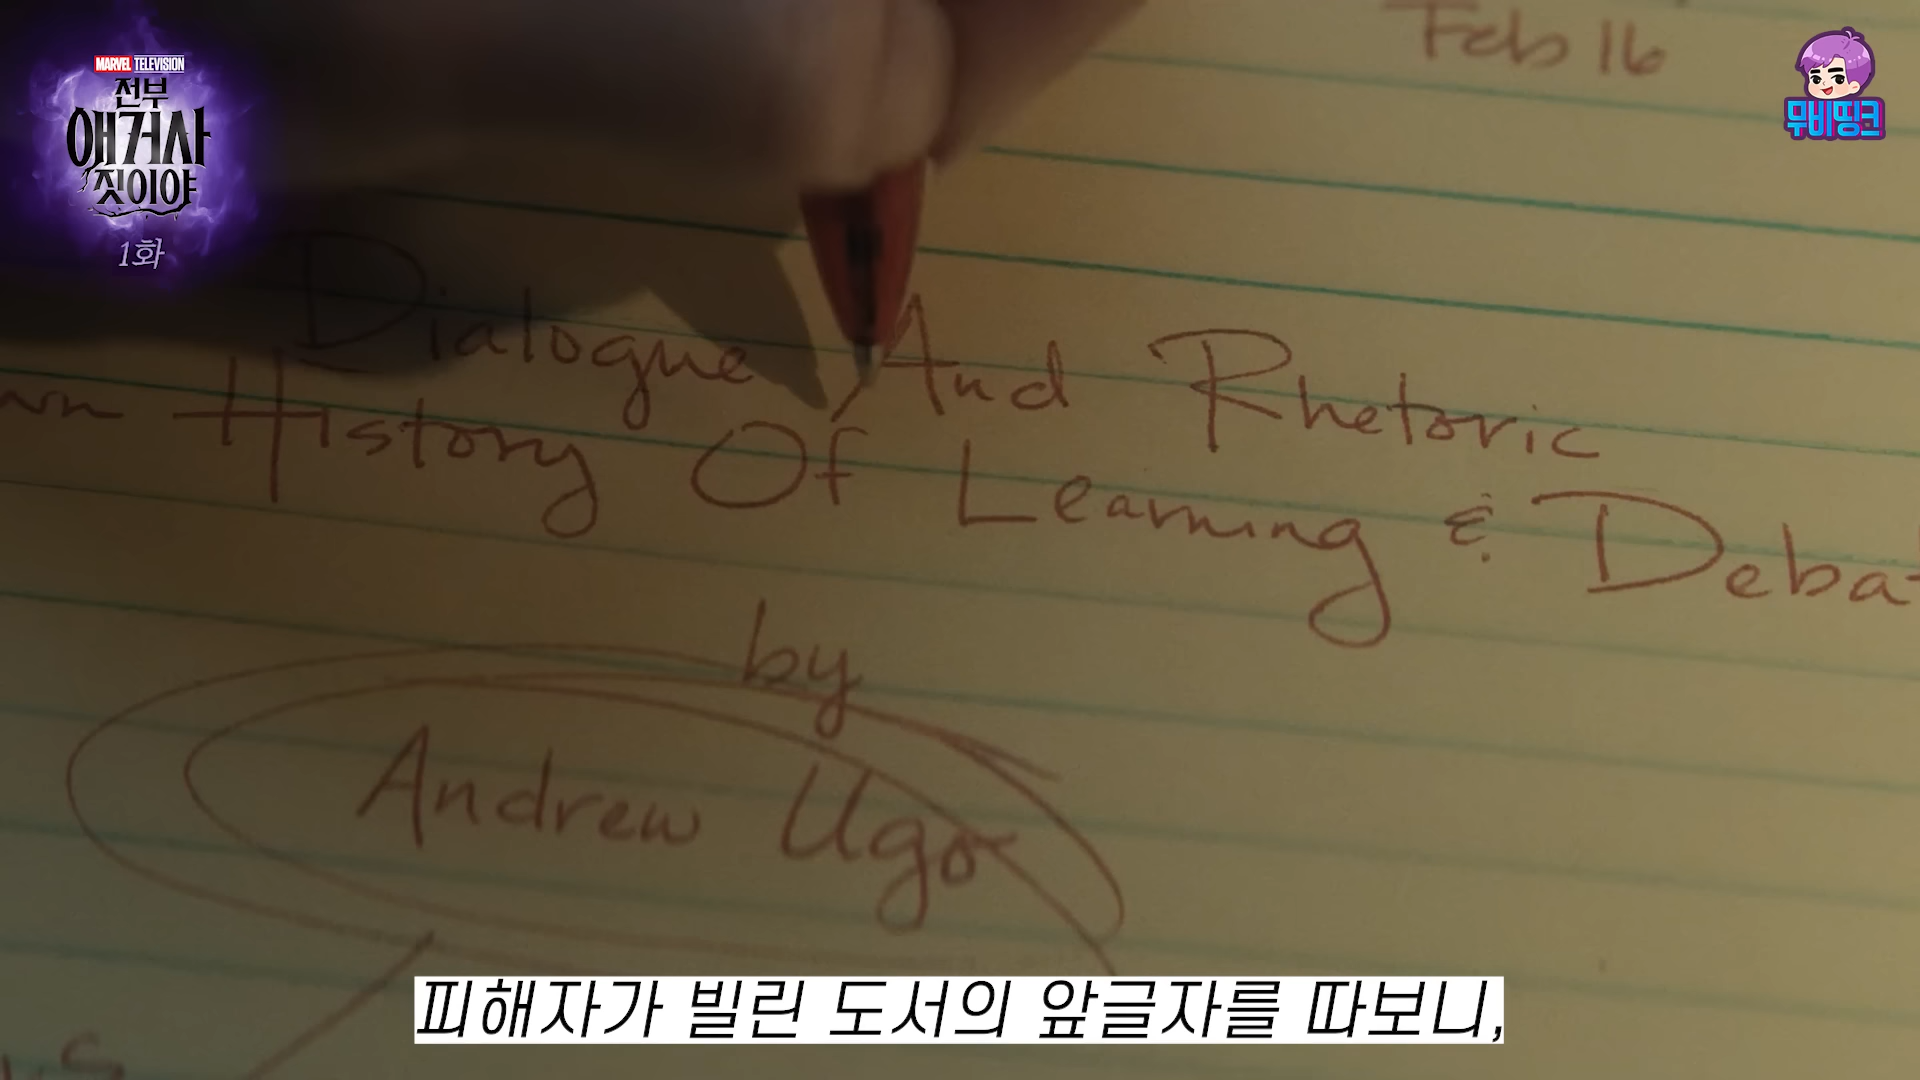 MARVEL TELEVISION
전부
애거사
짓이야
1화
무비띵크
Feb 16
Dialogue And Rhetoric
History Of Learning & Deba
by
Andrew Ugo
피해자가 빌린 도서의 앞글자를 따보니,